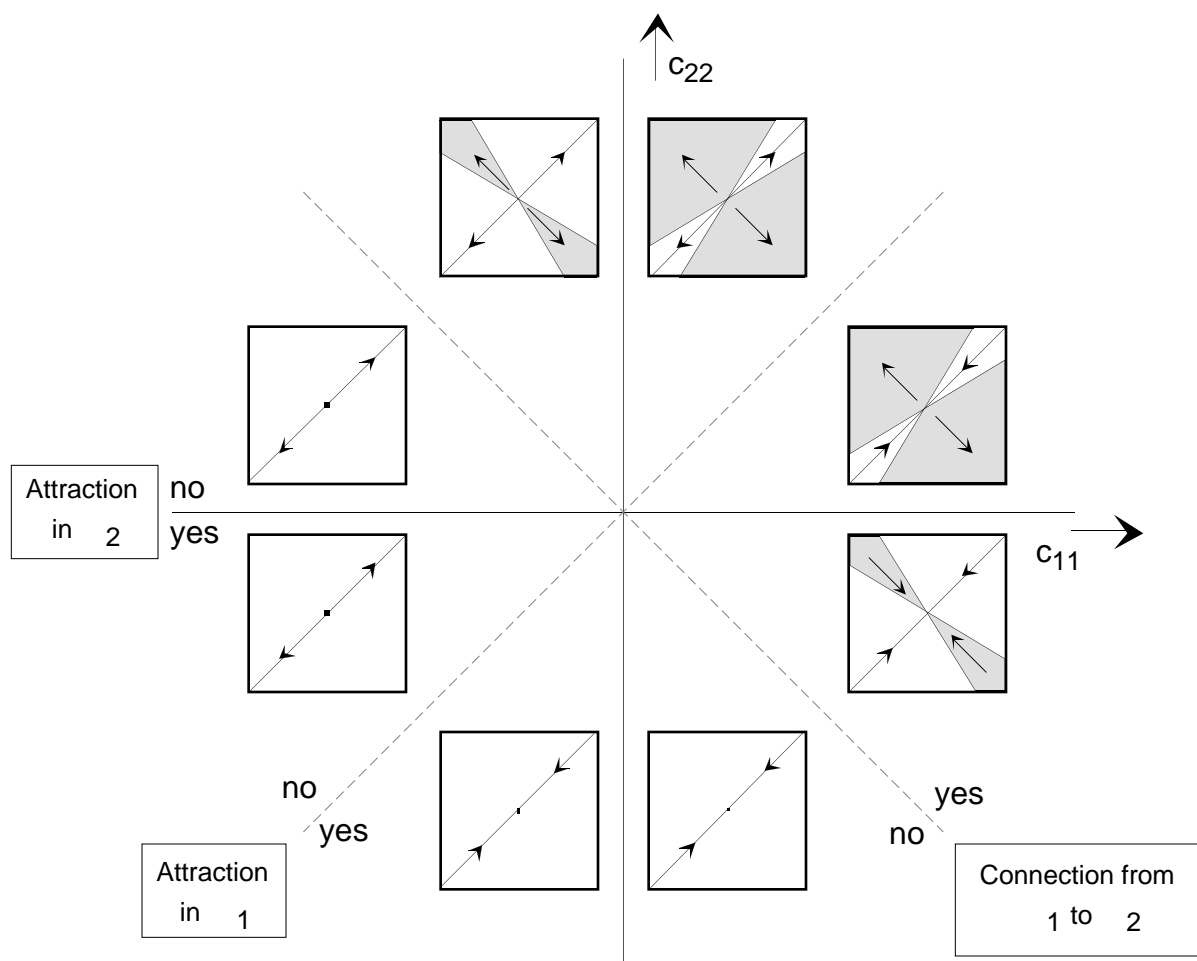 c22
Attraction
in 2
no
yes
c11
no
yes
yes
no
Attraction
in 1
Connection from
1 to 2